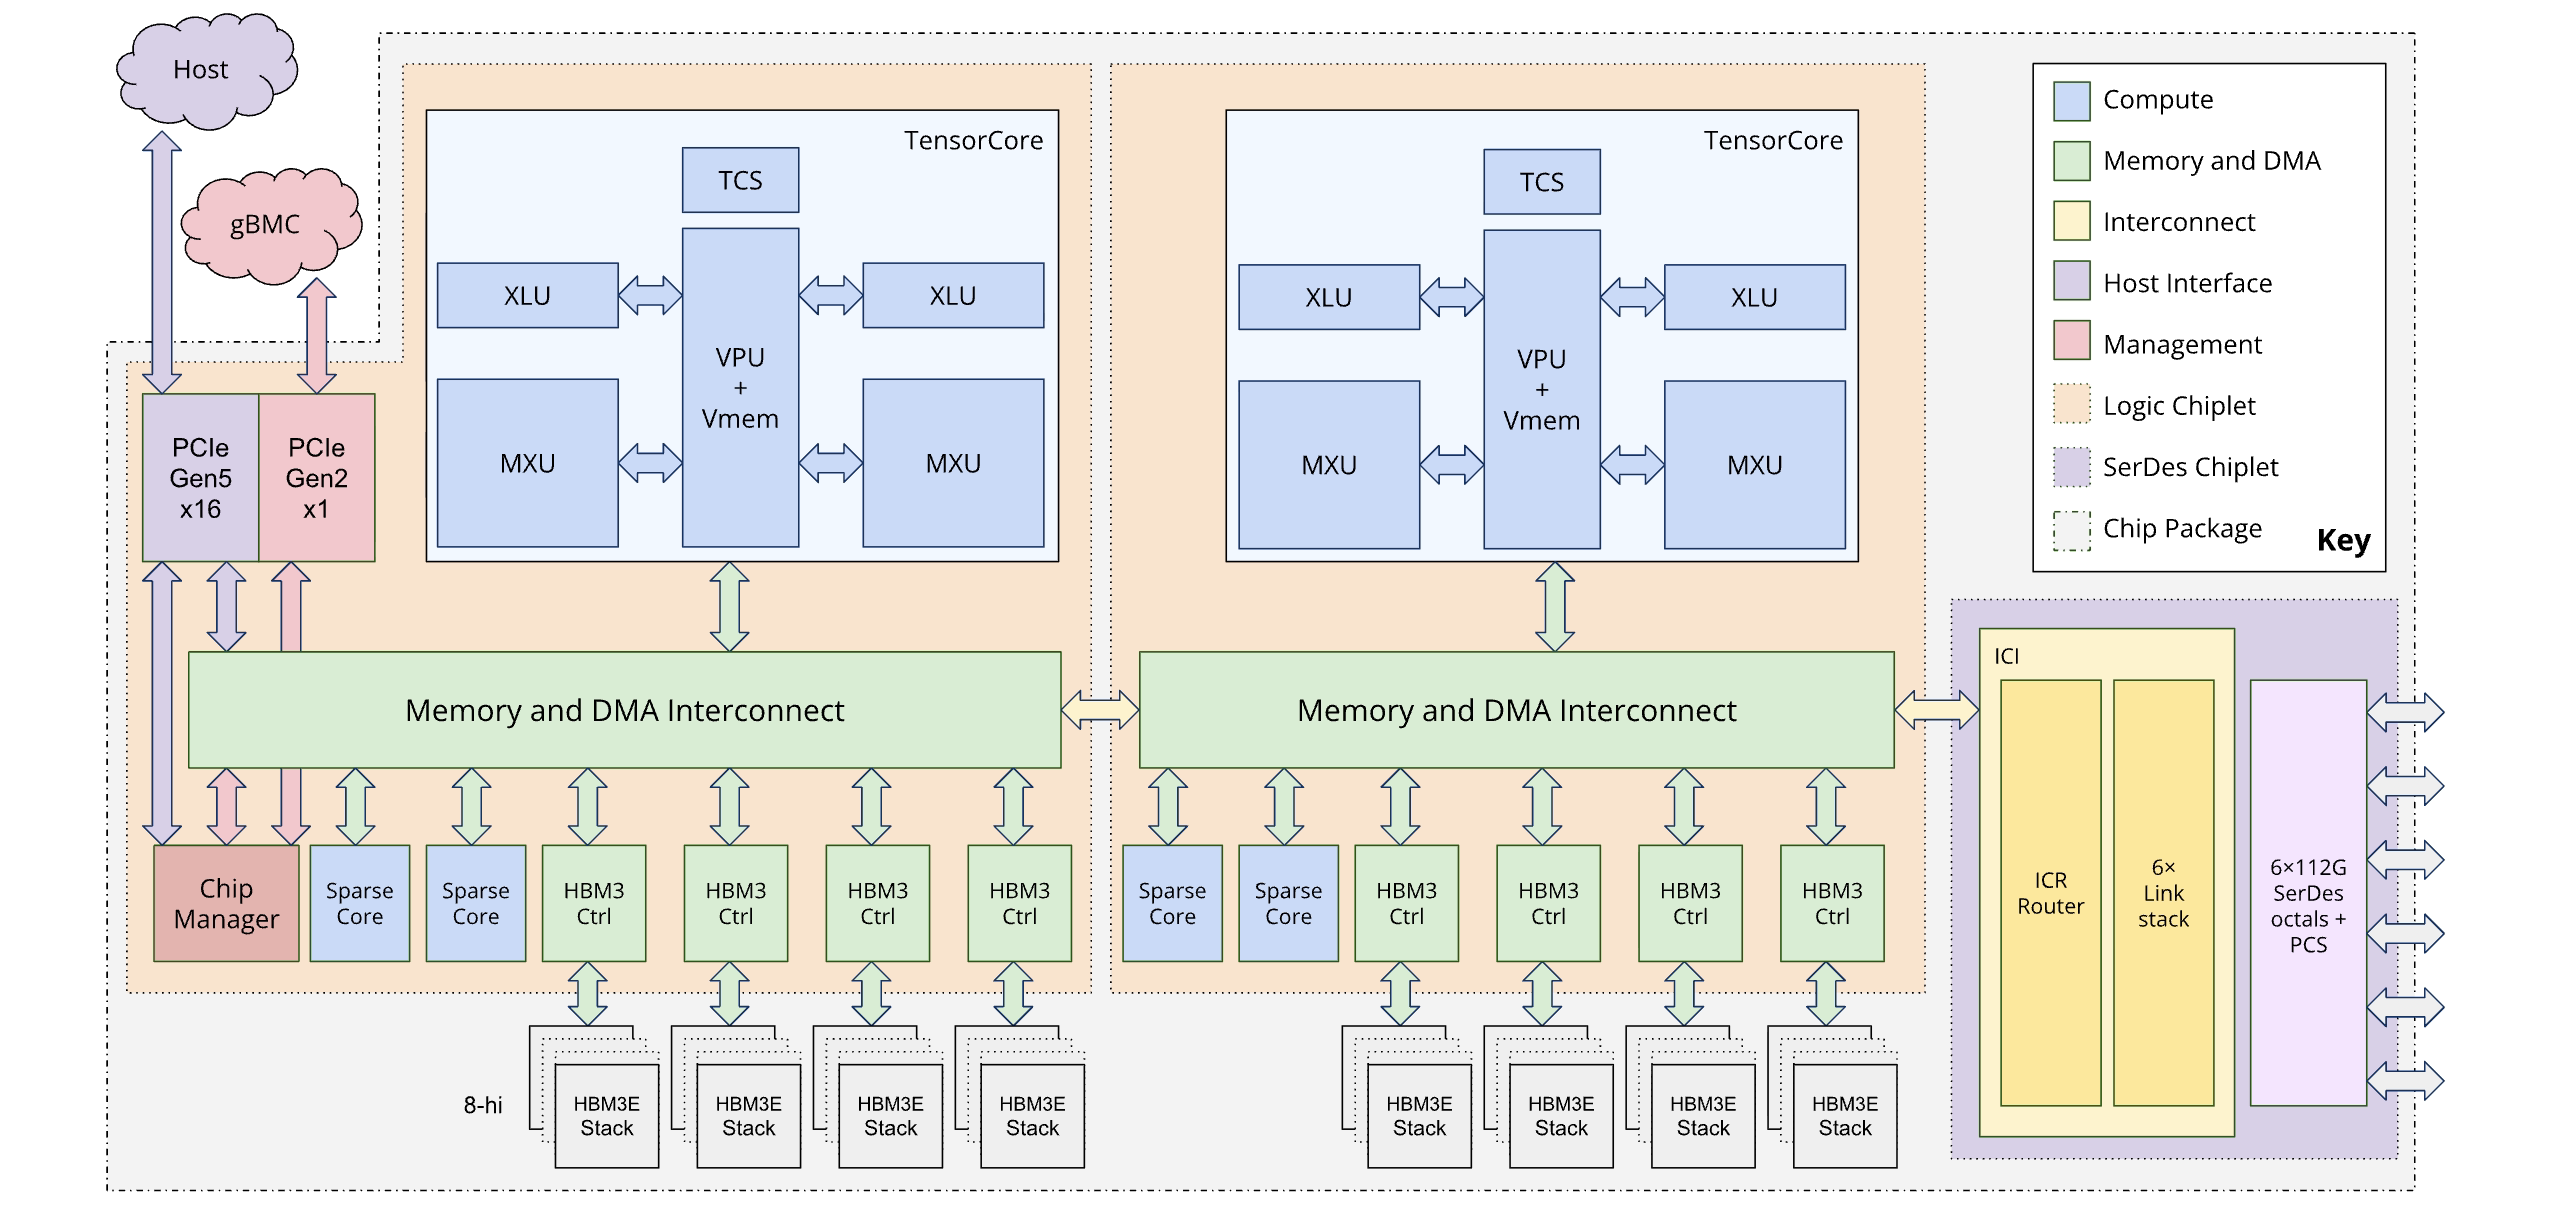 Host
gBMC
PCIe
Gen5
x16
PCIe
Gen2
x1
TensorCore
TCS
XLU
XLU
VPU
+
Vmem
MXU
MXU
TensorCore
TCS
XLU
XLU
VPU
+
Vmem
MXU
MXU
Compute
Memory and DMA
Interconnect
Host Interface
Management
Logic Chiplet
SerDes Chiplet
Chip Package
Key
Memory and DMA Interconnect
Memory and DMA Interconnect
Chip
Manager
Sparse
Core
Sparse
Core
HBM3
Ctrl
HBM3
Ctrl
HBM3
Ctrl
HBM3
Ctrl
Sparse
Core
Sparse
Core
HBM3
Ctrl
HBM3
Ctrl
HBM3
Ctrl
HBM3
Ctrl
ICI
ICR
Router
6×
Link
stack
6×112G
SerDes
octals +
PCS
8-hi
HBM3E
Stack
HBM3E
Stack
HBM3E
Stack
HBM3E
Stack
HBM3E
Stack
HBM3E
Stack
HBM3E
Stack
HBM3E
Stack